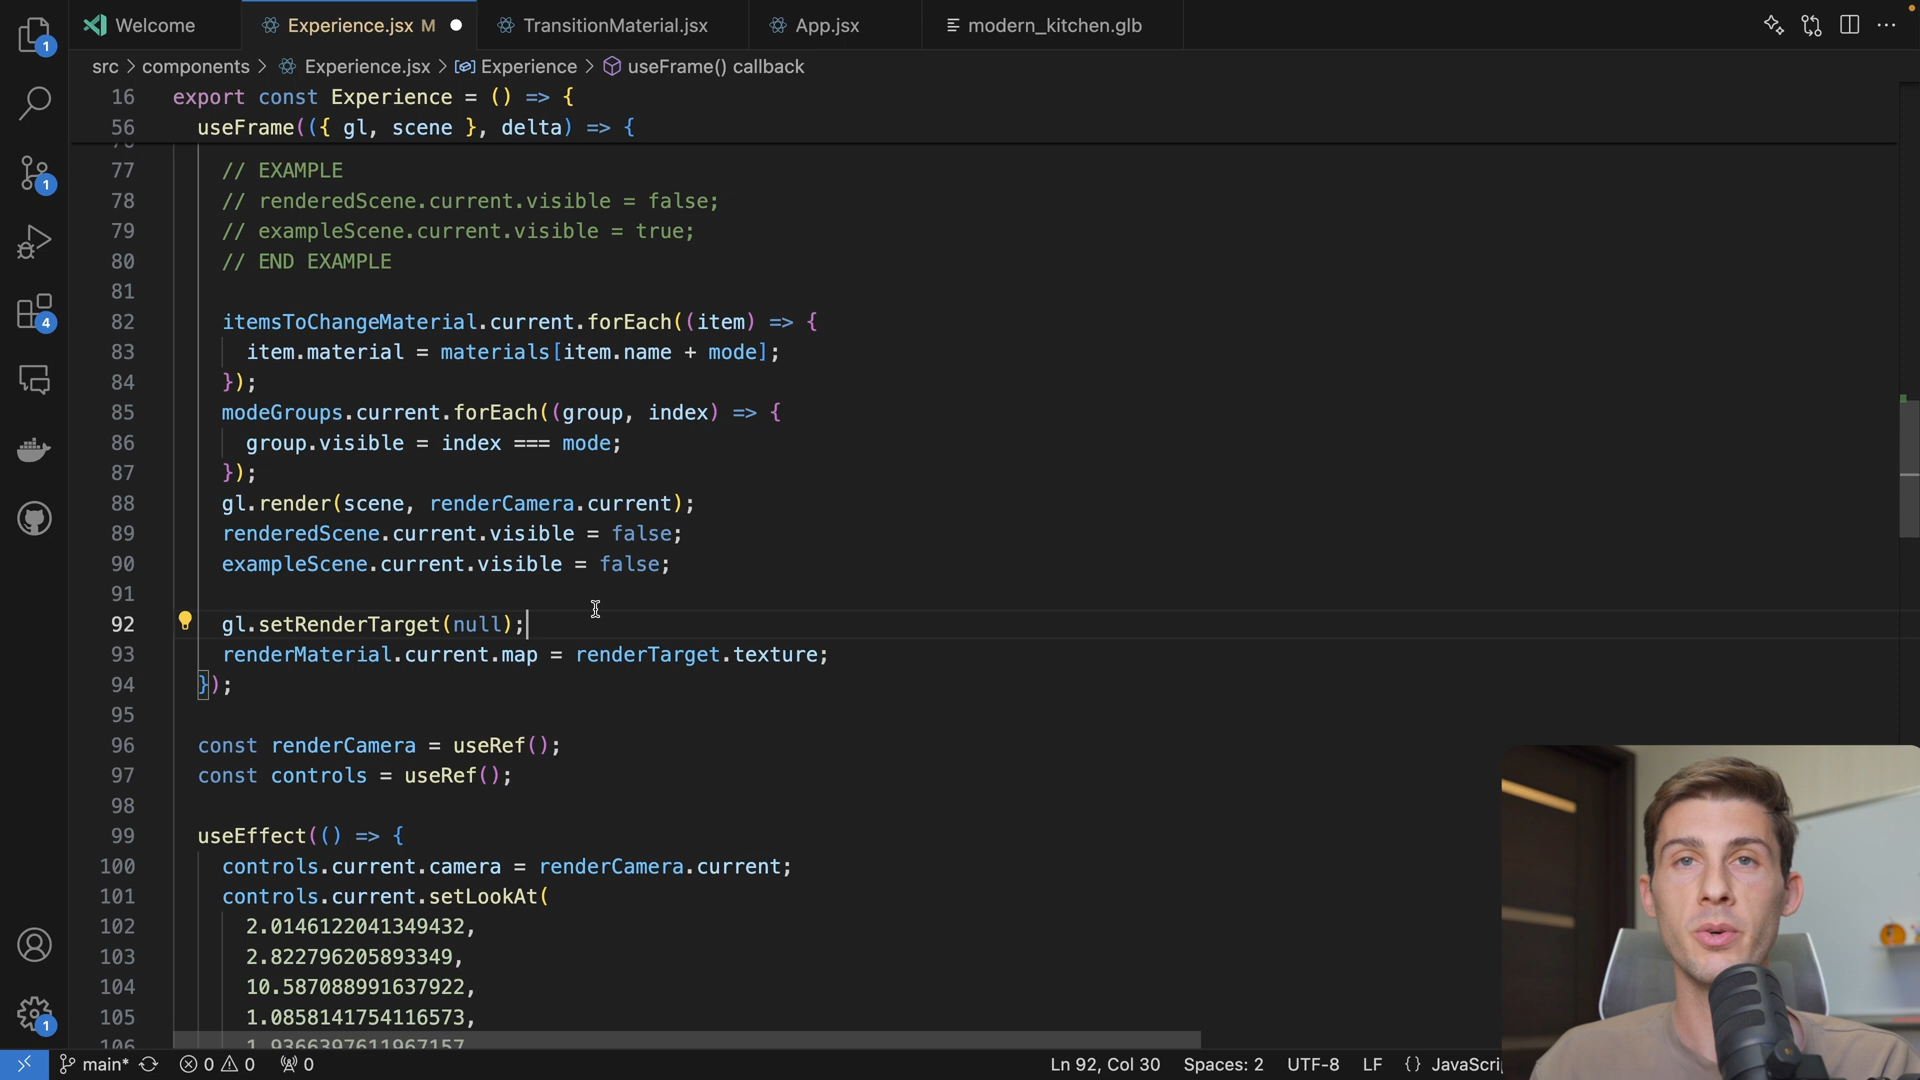 Welcome
Experience.jsx M
TransitionMaterial.jsx
App.jsx
modern_kitchen.glb
src > components > Experience.jsx > Experience > useFrame() callback
16 export const Experience = () => {
56 useFrame(({ gl, scene }, delta) => {
77 // EXAMPLE
78 // renderedScene.current.visible = false;
79 // exampleScene.current.visible = true;
80 // END EXAMPLE
81
82 itemsToChangeMaterial.current.forEach((item) => {
83 item.material = materials[item.name + mode];
84 });
85 modeGroups.current.forEach((group, index) => {
86 group.visible = index === mode;
87 });
88 gl.render(scene, renderCamera.current);
89 renderedScene.current.visible = false;
90 exampleScene.current.visible = false;
91
92 gl.setRenderTarget(null);
93 renderMaterial.current.map = renderTarget.texture;
94 });
95
96 const renderCamera = useRef();
97 const controls = useRef();
98
99 useEffect(() => {
100 controls.current.camera = renderCamera.current;
101 controls.current.setLookAt(
102 2.0146122041349432,
103 2.822796205893349,
104 10.587088991637922,
105 1.0858141754116573,
106 1.9366397611967157
1
1
4
1
main* 0 0 0
Ln 92, Col 30 Spaces: 2 UTF-8 LF {} JavaScri